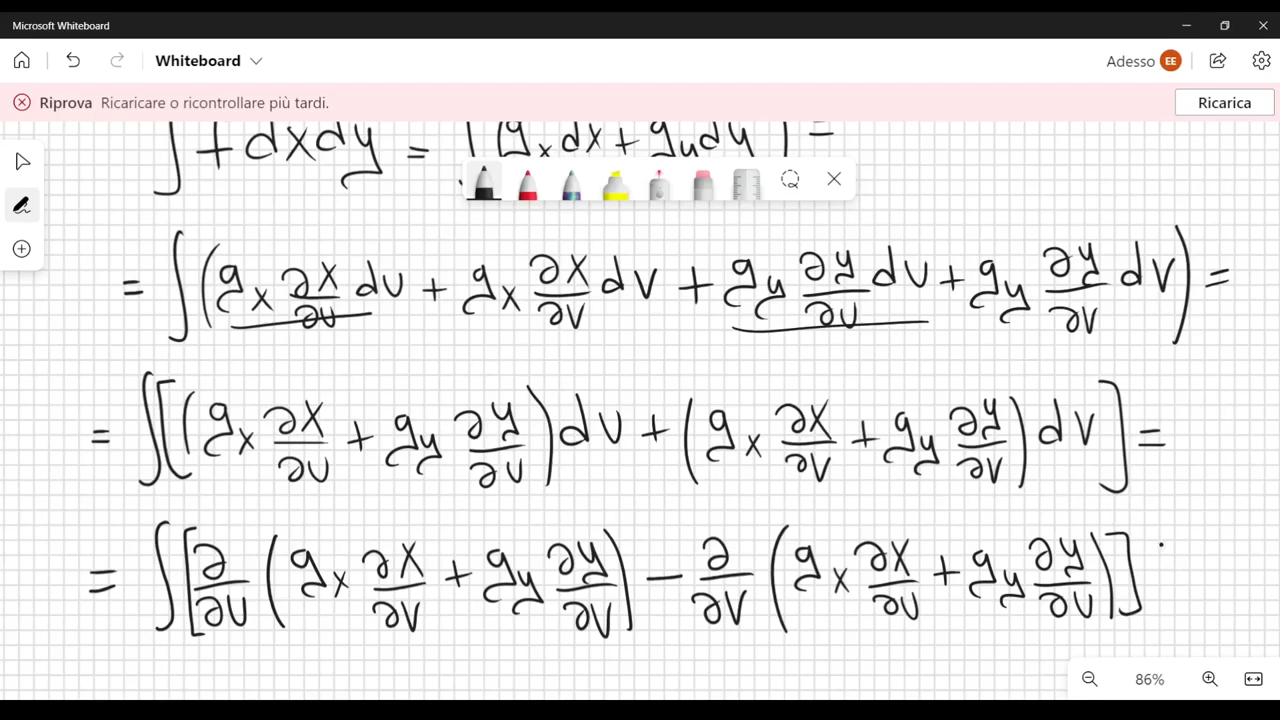 Microsoft Whiteboard
Whiteboard
Adesso EE
Riprova Ricaricare o ricontrollare più tardi. Ricarica
∫ f dx dy = ∫ (g_x dx + g_y dy) =
= ∫ (g_x ∂x/∂u du + g_x ∂x/∂v dv + g_y ∂y/∂u du + g_y ∂y/∂v dv) =
= ∫ [(g_x ∂x/∂u + g_y ∂y/∂u) du + (g_x ∂x/∂v + g_y ∂y/∂v) dv] =
= ∫ [∂/∂u (g_x ∂x/∂v + g_y ∂y/∂v) - ∂/∂v (g_x ∂x/∂u + g_y ∂y/∂u)]
86%